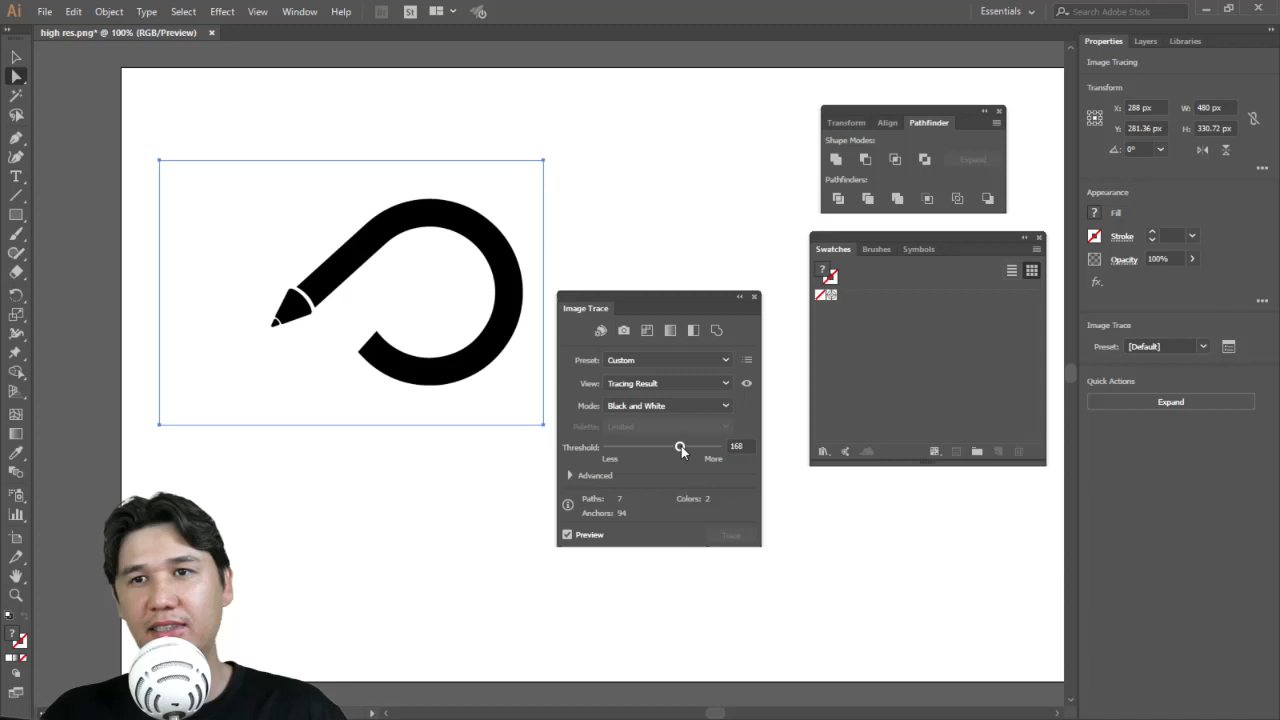 Ai File Edit Object Type Select Effect View Window Help Br St Essentials Search Adobe Stock
high res.png* @ 100% (RGB/Preview)
Properties Layers Libraries
Image Tracing
Transform
X: 288 px W: 480 px
Y: 281.36 px H: 330.72 px
0°
Appearance
? Fill
Stroke
Opacity 100%
fx.
Image Trace
Preset: [Default]
Quick Actions
Expand
Transform Align Pathfinder
Shape Modes:
Expand
Pathfinders:
Swatches Brushes Symbols
?
Image Trace
Preset: Custom
View: Tracing Result
Mode: Black and White
Palette: Limited
Threshold: 168
Less More
Advanced
Paths: 7 Colors: 2
Anchors: 94
Preview Trace
?